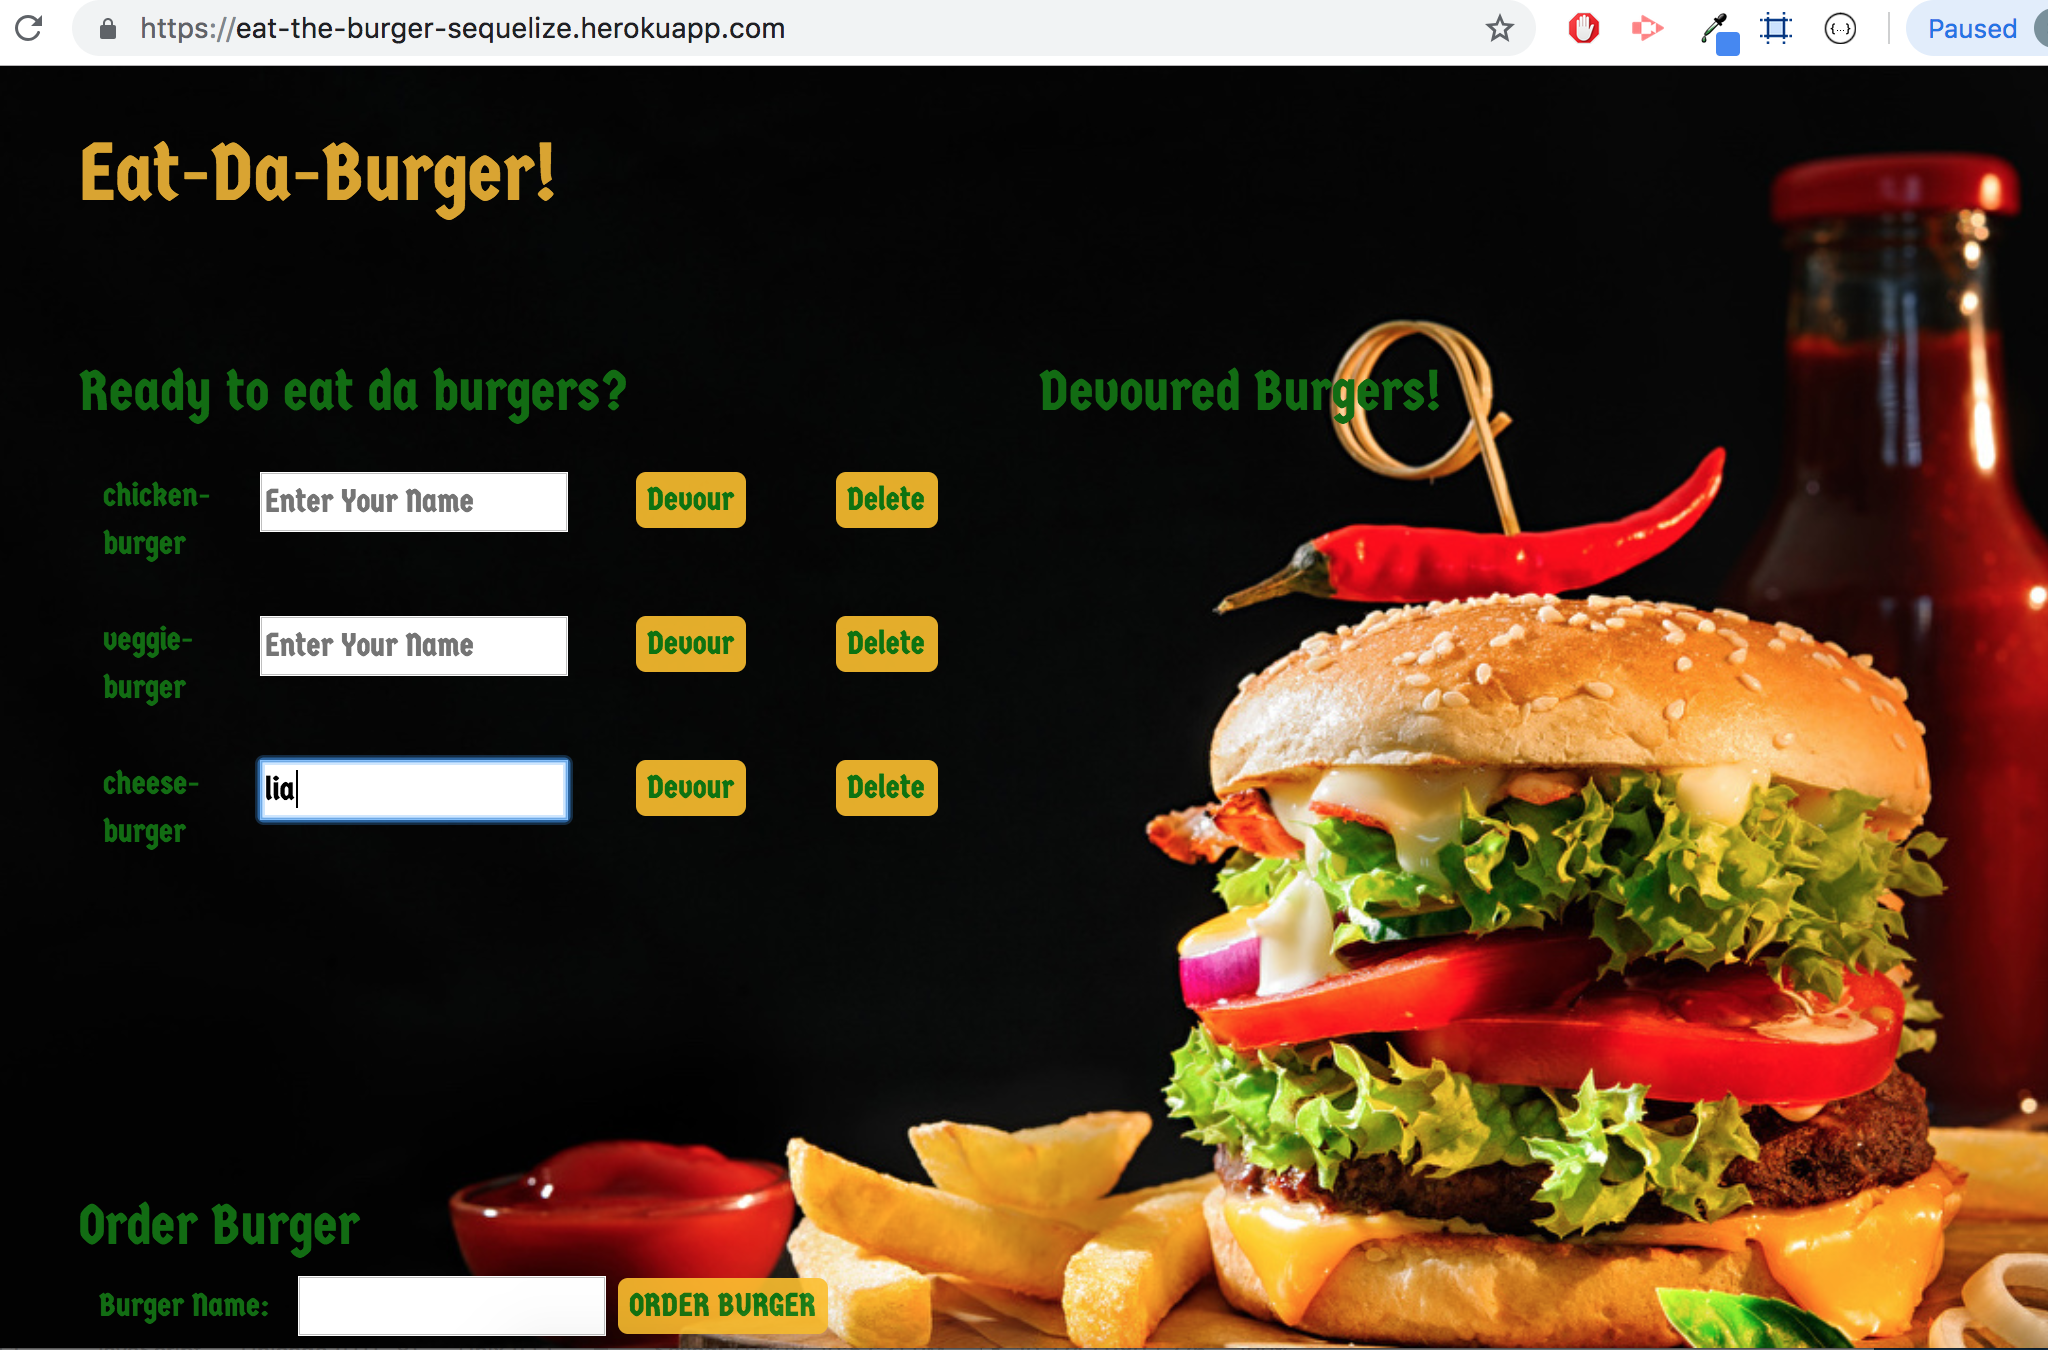 https://eat-the-burger-sequelize.herokuapp.com
Paused
Eat-Da-Burger!
Ready to eat da burgers?
Devoured Burgers!
chicken-
burger
Enter Your Name
Devour
Delete
veggie-
burger
Enter Your Name
Devour
Delete
cheese-
burger
lia
Devour
Delete
Order Burger
Burger Name:
ORDER BURGER